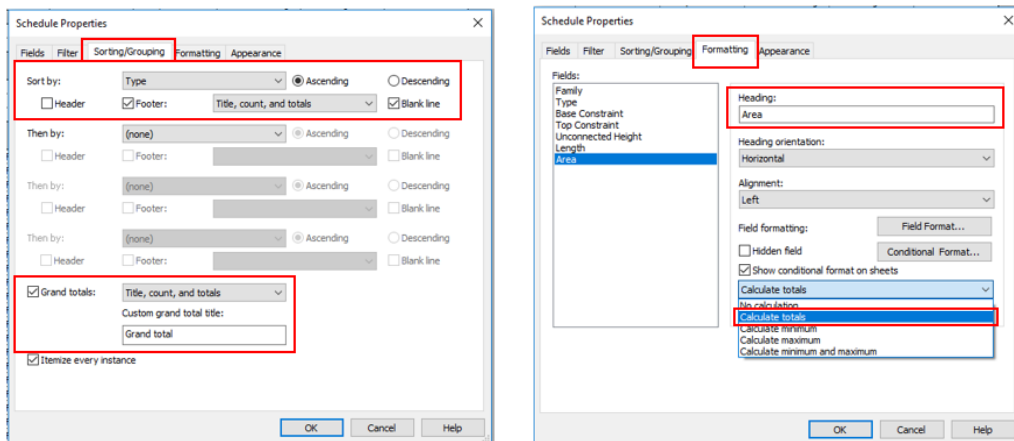 Schedule Properties
Fields Filter Sorting/Grouping Formatting Appearance
Sort by: Type Ascending Descending
Header Footer: Title, count, and totals Blank line
Then by: (none) Ascending Descending
Header Footer: Blank line
Then by: (none) Ascending Descending
Header Footer: Blank line
Then by: (none) Ascending Descending
Header Footer: Blank line
Grand totals: Title, count, and totals
Custom grand total title:
Grand total
Itemize every instance
OK Cancel Help
Schedule Properties
Fields Filter Sorting/Grouping Formatting Appearance
Fields:
Family
Type
Base Constraint
Top Constraint
Unconnected Height
Length
Area
Heading:
Area
Heading orientation:
Horizontal
Alignment:
Left
Field formatting: Field Format...
Hidden field Conditional Format...
Show conditional format on sheets
Calculate totals
No calculation
Calculate totals
Calculate minimum
Calculate maximum
Calculate minimum and maximum
OK Cancel Help